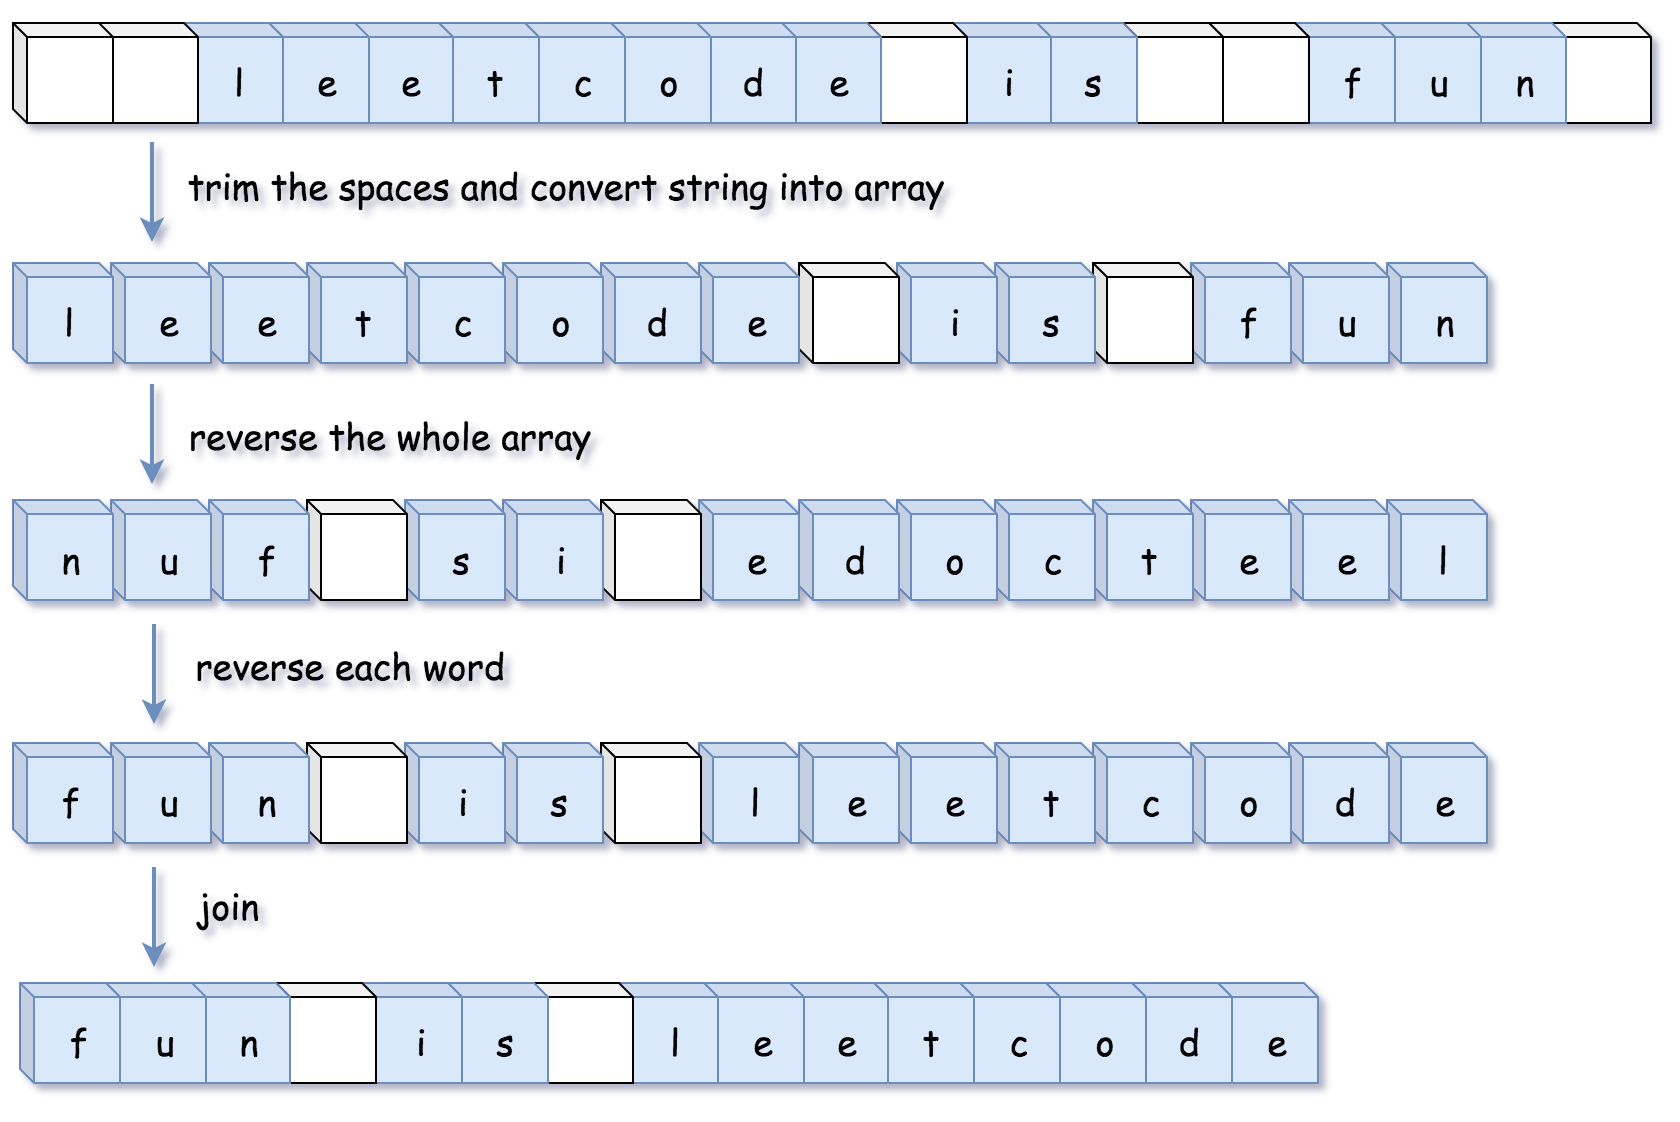 l e e t c o d e i s f u n
trim the spaces and convert string into array
l e e t c o d e i s f u n
reverse the whole array
n u f s i e d o c t e e l
reverse each word
f u n i s l e e t c o d e
join
f u n i s l e e t c o d e